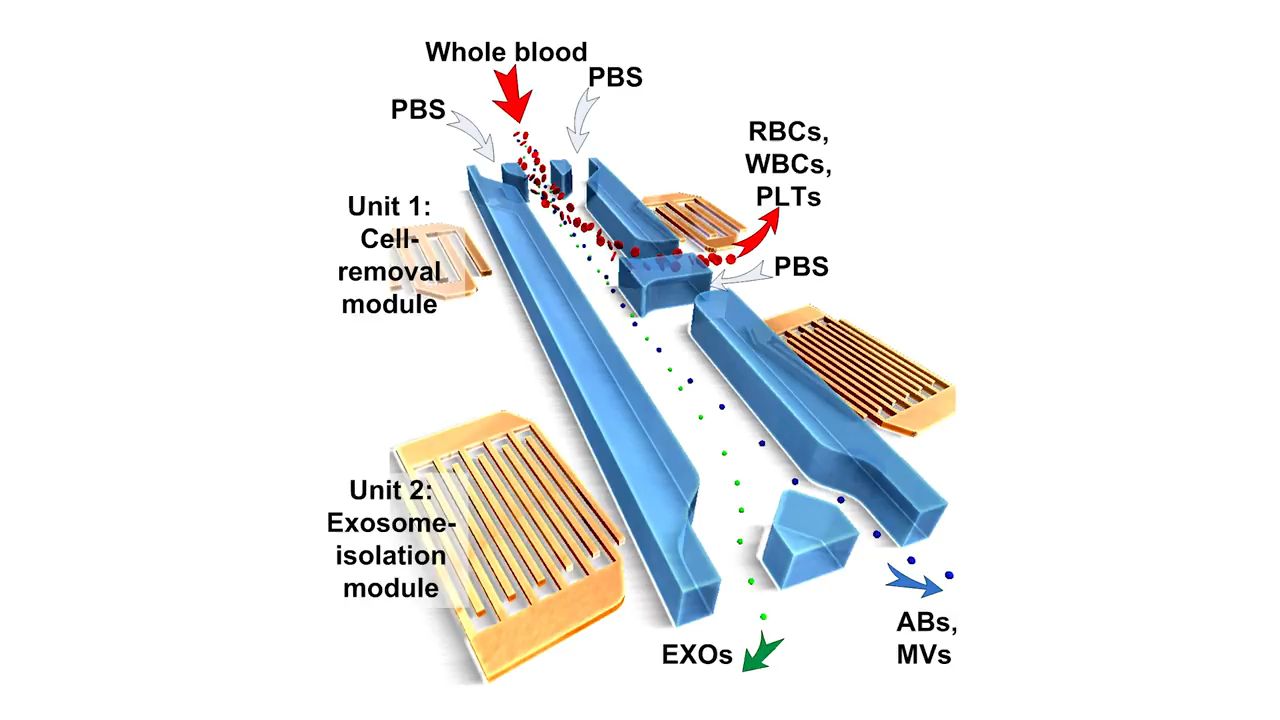 Whole blood
PBS
PBS
RBCs,
WBCs,
PLTs
Unit 1:
Cell-
removal
module
PBS
Unit 2:
Exosome-
isolation
module
ABs,
MVs
EXOs